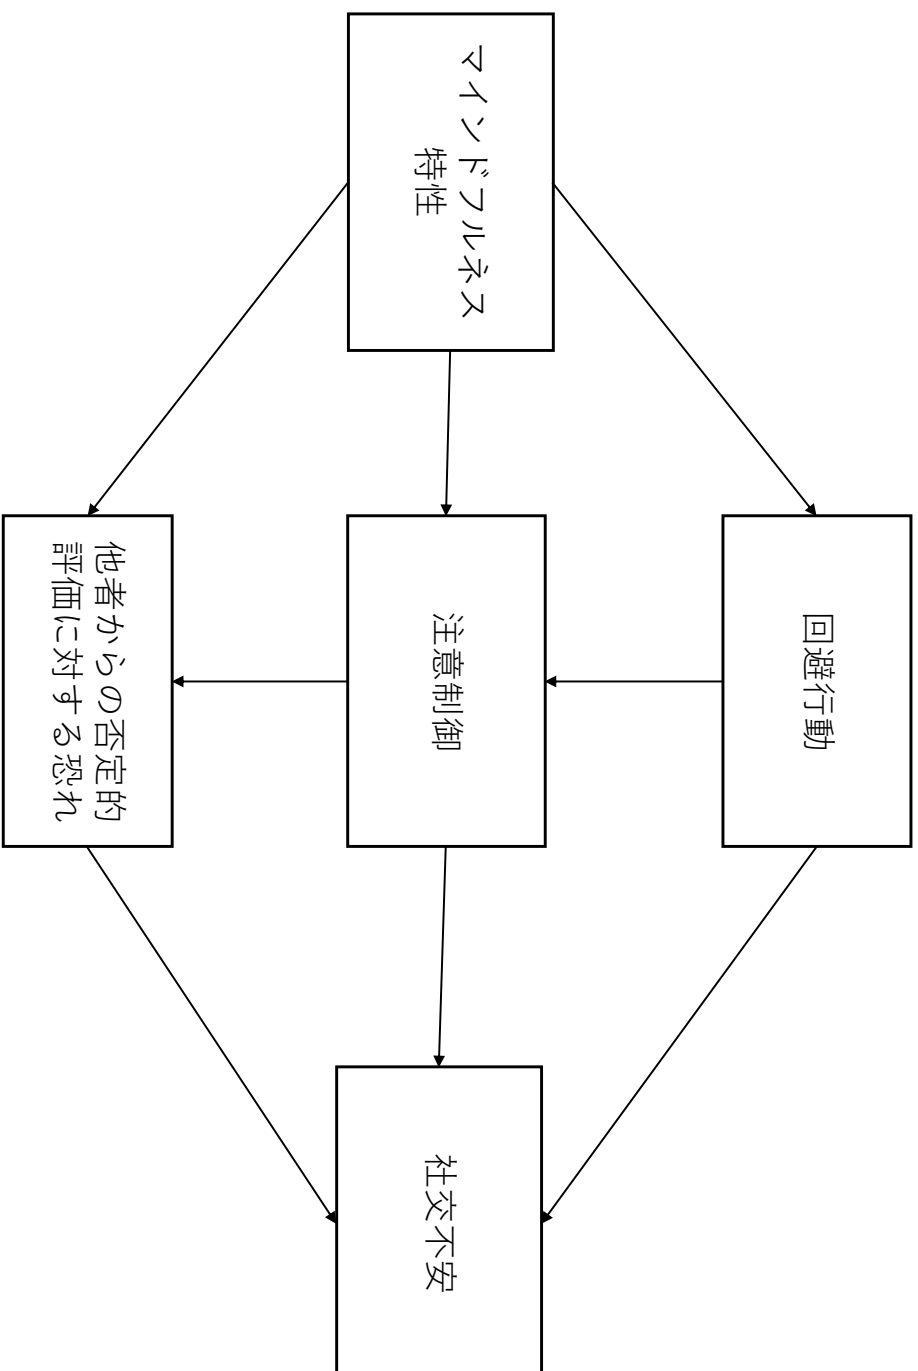 マインドフルネス
特性
回避行動
注意制御
他者からの否定的
評価に対する恐れ
社交不安